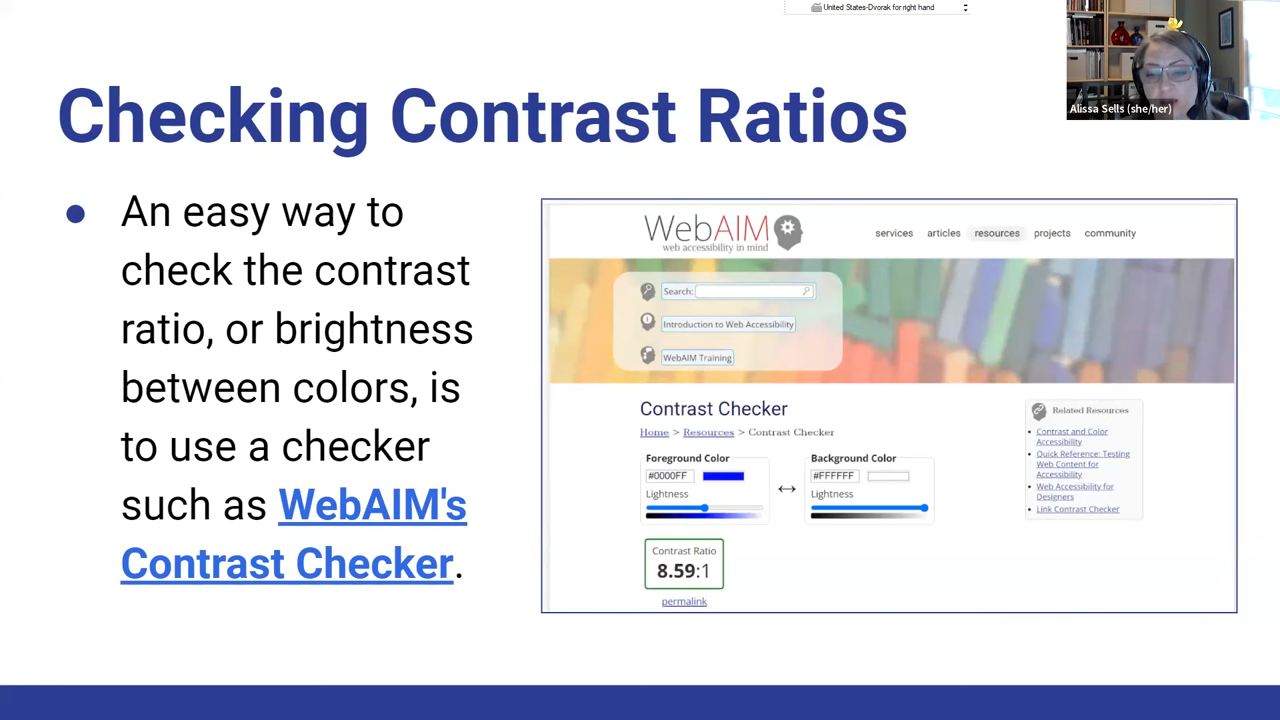 United States-Dvorak for right hand
Alissa Sells (she/her)
Checking Contrast Ratios
An easy way to
check the contrast
ratio, or brightness
between colors, is
to use a checker
such as WebAIM's
Contrast Checker.
WebAIM
web accessibility in mind
services articles resources projects community
Search:
Introduction to Web Accessibility
WebAIM Training
Contrast Checker
Home > Resources > Contrast Checker
Foreground Color
#0000FF
Lightness
Background Color
#FFFFFF
Lightness
Contrast Ratio
8.59:1
permalink
Related Resources
Contrast and Color
Accessibility
Quick Reference: Testing
Web Content for
Accessibility
Web Accessibility for
Designers
Link Contrast Checker